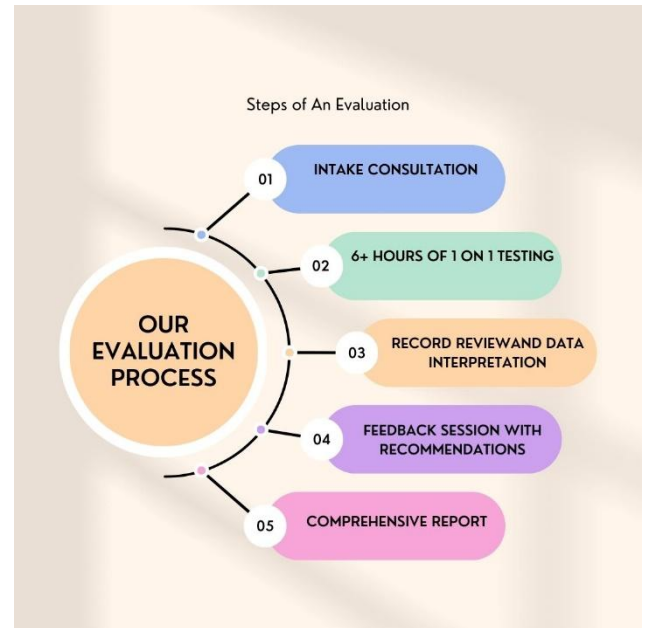 Steps of An Evaluation
01
INTAKE CONSULTATION
02
6+ HOURS OF 1 ON 1 TESTING
OUR
EVALUATION
PROCESS
03
RECORD REVIEWAND DATA
INTERPRETATION
04
FEEDBACK SESSION WITH
RECOMMENDATIONS
05
COMPREHENSIVE REPORT